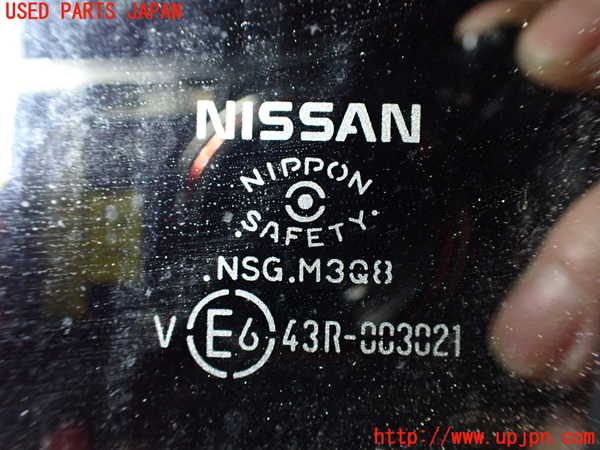 USED PARTS JAPAN
NISSAN
NIPPON
SAFETY
.NSG.M3Q8
V E6 43R-003021
http://www.upjpn.com/